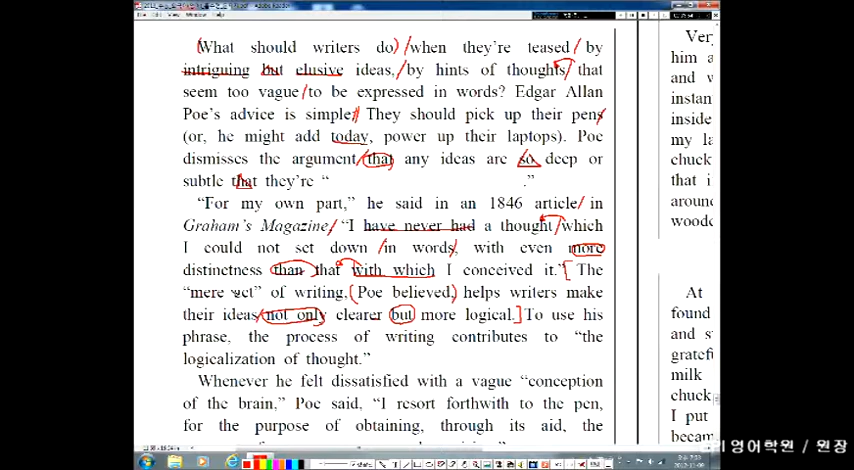 Window Help
What should writers do when they're teased by
intriguing but elusive ideas, by hints of thoughts that
seem too vague to be expressed in words? Edgar Allan
Poe's advice is simple: They should pick up their pens
(or, he might add today, power up their laptops). Poe
dismisses the argument that any ideas are so deep or
subtle that they're " ."
"For my own part," he said in an 1846 article in
Graham's Magazine, "I have never had a thought which
I could not set down in words, with even more
distinctness than that with which I conceived it." The
"mere act" of writing, Poe believed, helps writers make
their ideas not only clearer but more logical. To use his
phrase, the process of writing contributes to "the
logicalization of thought."
Whenever he felt dissatisfied with a vague "conception
of the brain," Poe said, "I resort forthwith to the pen,
for the purpose of obtaining, through its aid, the
Very
him a
and w
instan
inside
my la
chuck
that i
around
woodc
At
found
and st
gratef
milk
chuck
I put
becam
영어학원 / 원장